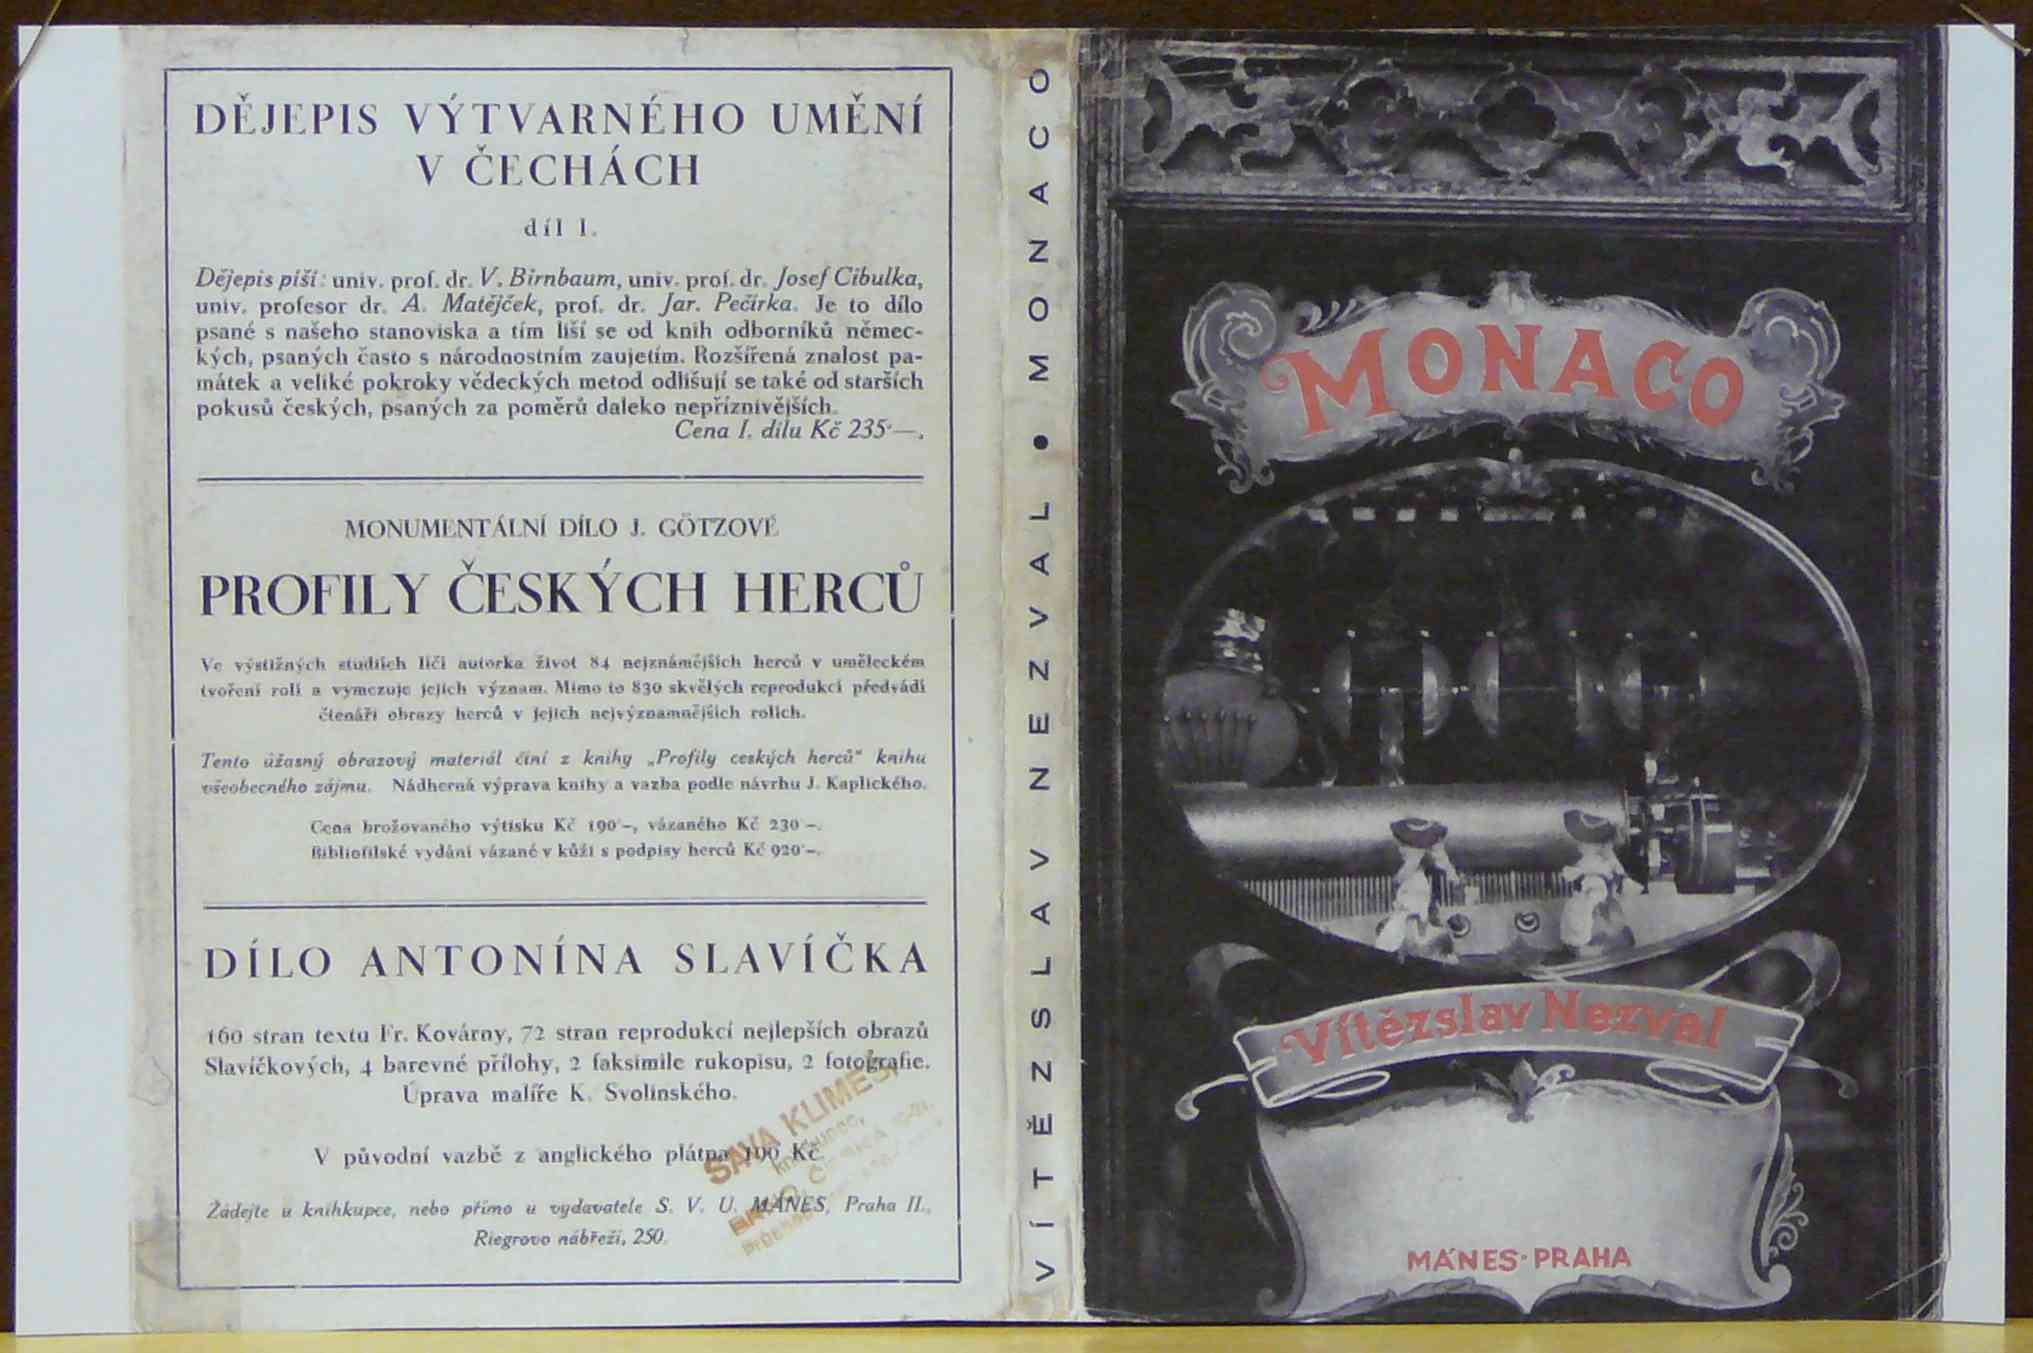 DĚJEPIS VÝTVARNÉHO UMĚNÍ
V ČECHÁCH
díl I.
Dějepis píší: univ. prof. dr. V. Birnbaum, univ. prof. dr. Josef Cibulka,
univ. profesor dr. A. Matějček, prof. dr. Jar. Pečírka. Je to dílo
psané s našeho stanoviska a tím liší se od knih odborníků němec-
kých, psaných často s národnostním zaujetím. Rozšířená znalost pa-
mátek a veliké pokroky vědeckých metod odlišují se také od starších
pokusů českých, psaných za poměrů daleko nepříznivějších.
Cena I. dílu Kč 235·—.
MONUMENTÁLNÍ DÍLO J. GÖTZOVÉ
PROFILY ČESKÝCH HERCŮ
Ve výstižných studiích líčí autorka život 84 nejznámějších herců v uměleckém
tvoření rolí a vymezuje jejich význam. Mimo to 830 skvělých reprodukcí předvádí
čtenáři obrazy herců v jejich nejvýznamnějších rolích.
Tento úžasný obrazový materiál činí z knihy „Profily českých herců“ knihu
všeobecného zájmu. Nádherná výprava knihy a vazba podle návrhu J. Kaplického.
Cena brožovaného výtisku Kč 190·–, vázaného Kč 230·–.
Bibliofilské vydání vázané v kůži s podpisy herců Kč 920·–.
DÍLO ANTONÍNA SLAVÍČKA
160 stran textu Fr. Kovárny, 72 stran reprodukcí nejlepších obrazů
Slavíčkových, 4 barevné přílohy, 2 faksimile rukopisu, 2 fotografie.
Úprava malíře K. Svolinského.
V původní vazbě z anglického plátna 100 Kč.
Žádejte u knihkupce, nebo přímo u vydavatele S. V. U. MÁNES, Praha II.,
Riegrovo nábřeží, 250.
SAVA KLIMEŠ,
VÍTĚZSLAV NEZVAL • MONACO
MONACO
Vítězslav Nezval
MÁNES·PRAHA